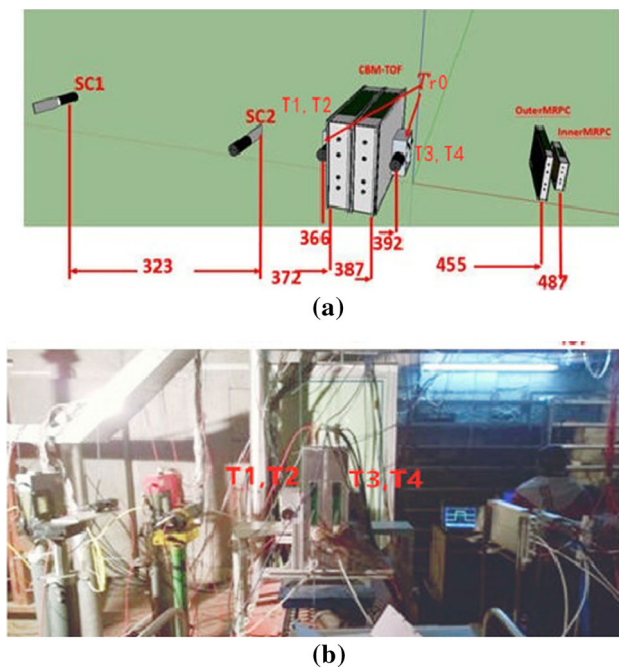 CBM-TOF
SC1
Tr0
T1, T2
SC2
OuterMRPC
InnerMRPC
T3, T4
366
392
323
387
455
372
487
(a)
T1,T2
T3,T4
(b)